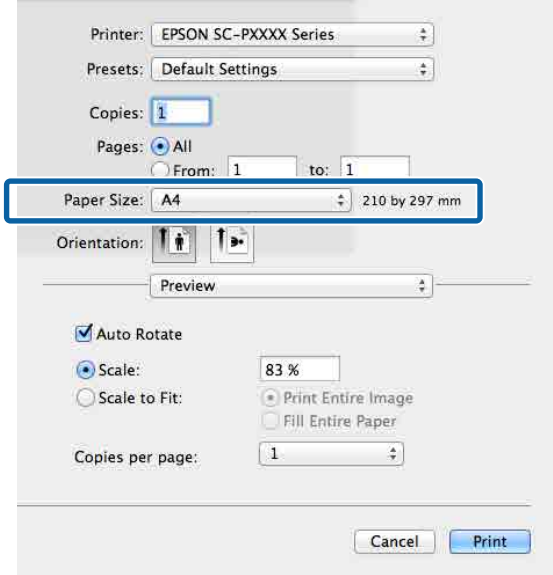 Printer: EPSON SC-PXXXX Series
Presets: Default Settings
Copies: 1
Pages: All
From: 1 to: 1
Paper Size: A4 210 by 297 mm
Orientation:
Preview
Auto Rotate
Scale: 83 %
Scale to Fit: Print Entire Image
Fill Entire Paper
Copies per page: 1
Cancel Print